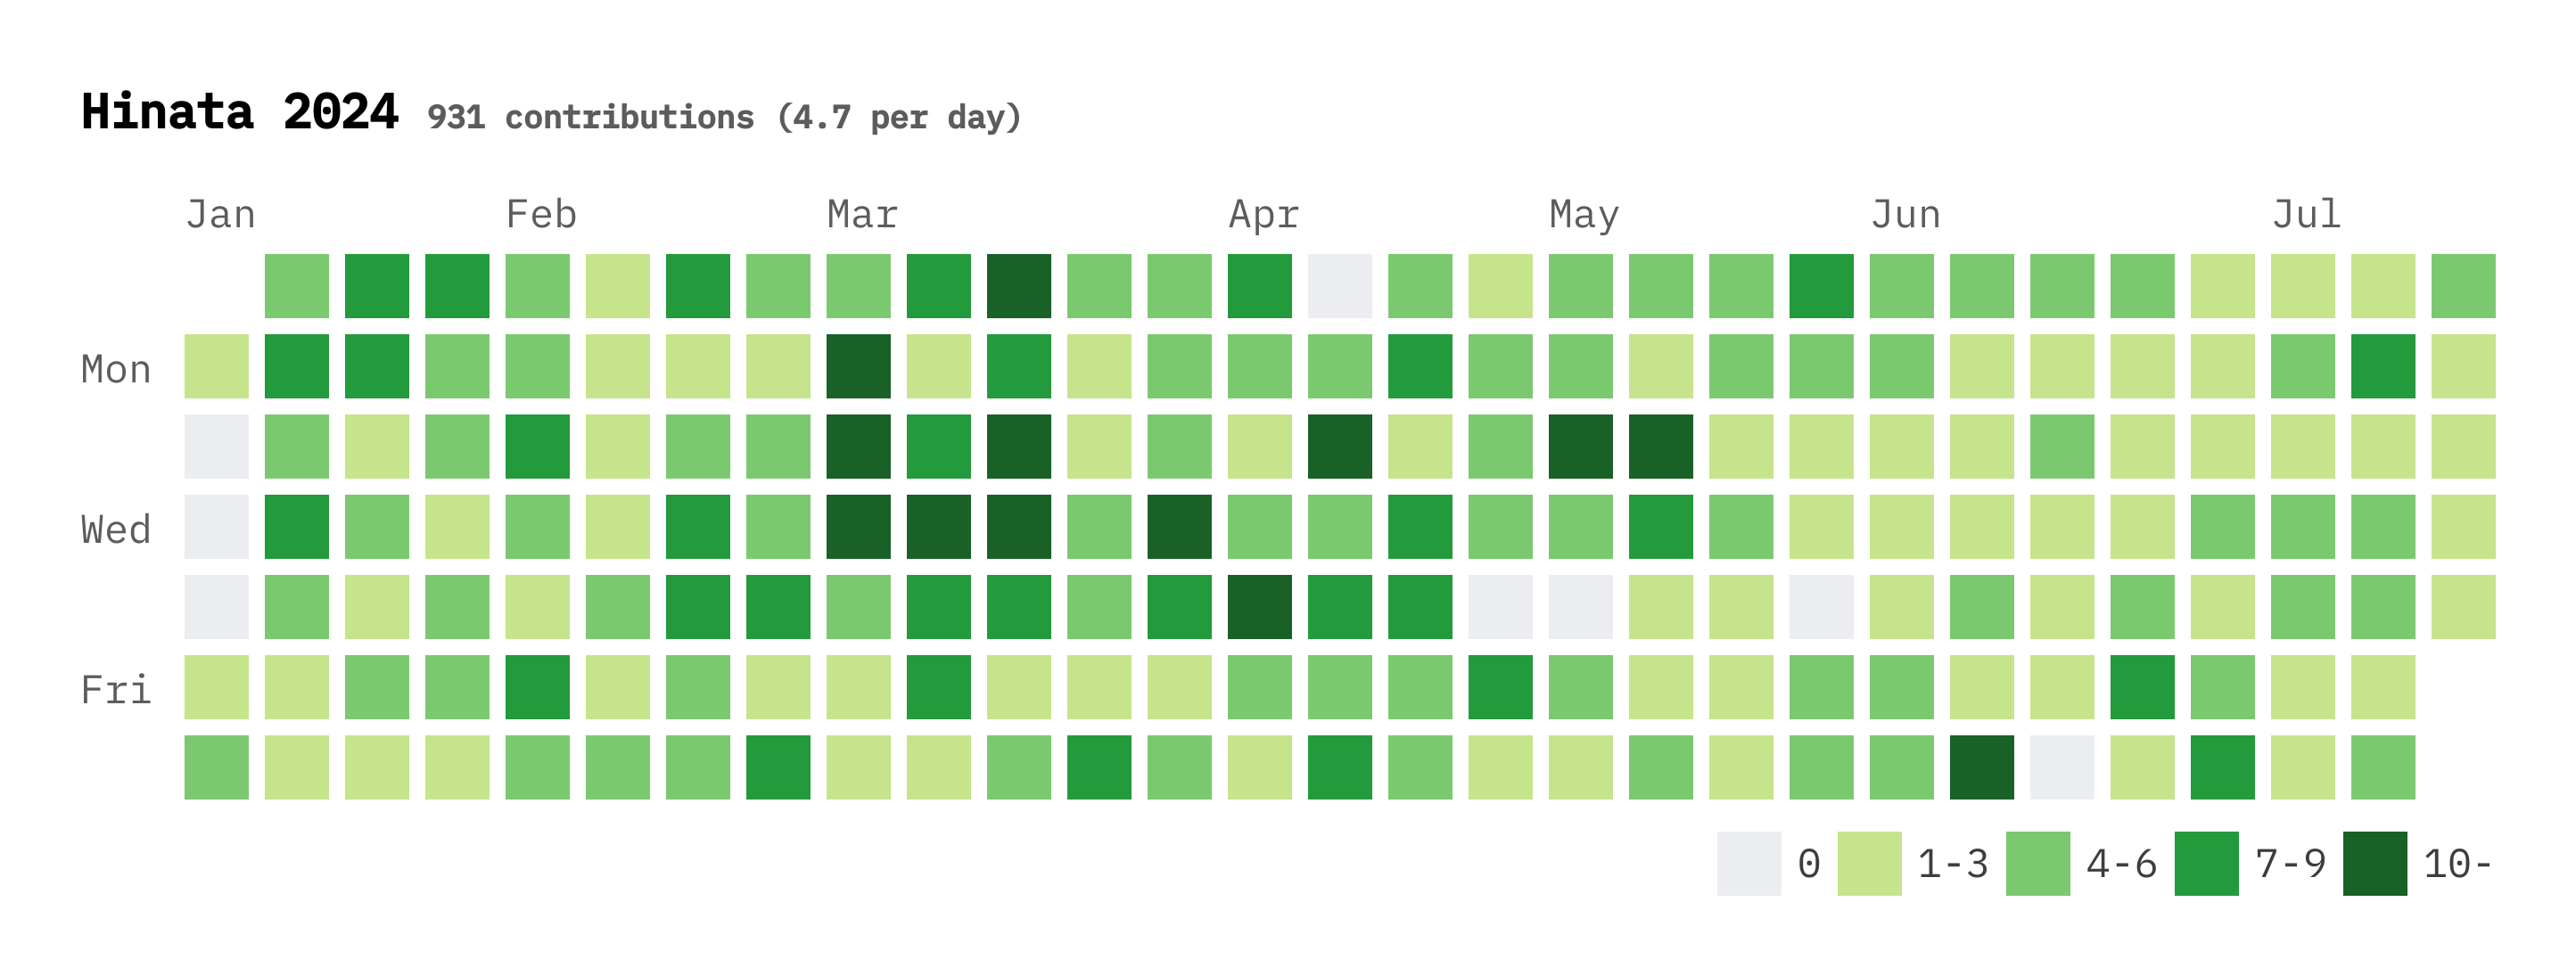 Hinata 2024 931 contributions (4.7 per day)
Jan Feb Mar Apr May Jun Jul
Mon
Wed
Fri
0 1-3 4-6 7-9 10-